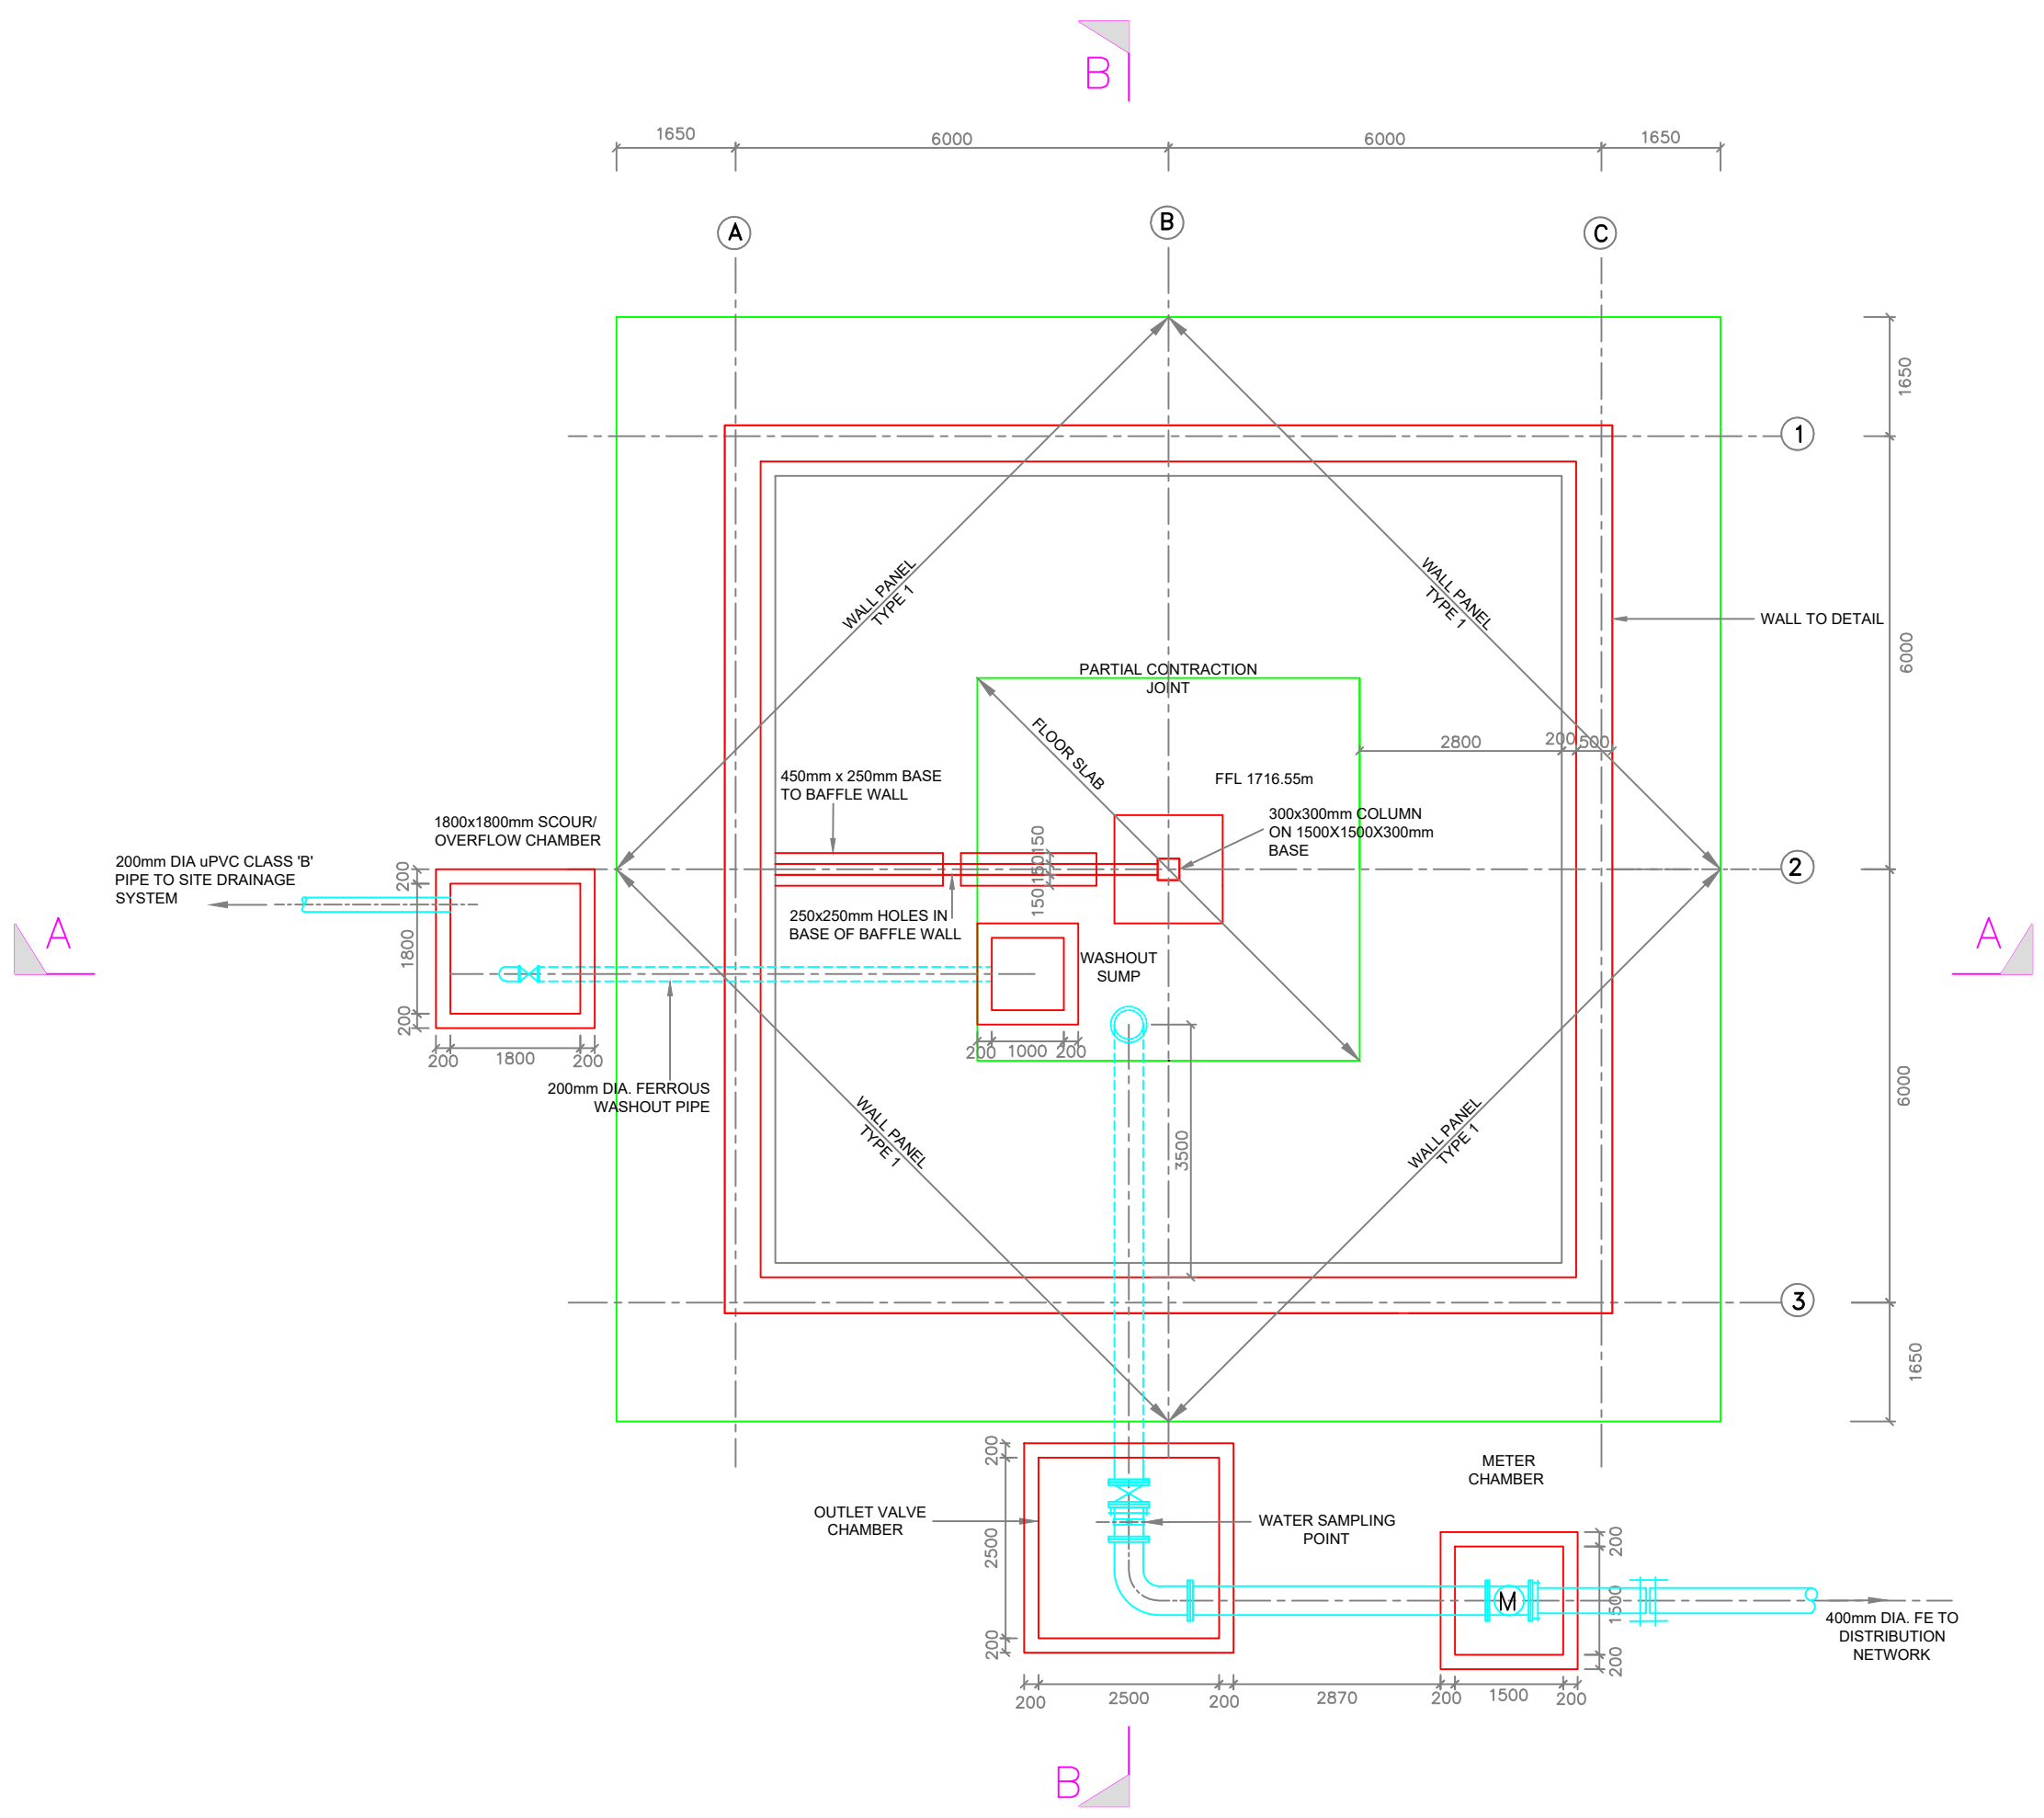 B
1650
6000
6000
1650
A
B
C
1650
1
WALL PANEL
TYPE 1
WALL PANEL
TYPE 1
WALL TO DETAIL
6000
PARTIAL CONTRACTION
JOINT
FLOOR SLAB
2800
200
500
FFL 1716.55m
450mm x 250mm BASE
TO BAFFLE WALL
300x300mm COLUMN
ON 1500X1500X300mm
BASE
1800x1800mm SCOUR/
OVERFLOW CHAMBER
200mm DIA uPVC CLASS 'B'
PIPE TO SITE DRAINAGE
SYSTEM
150
150
150
2
200
1800
200
250x250mm HOLES IN
BASE OF BAFFLE WALL
A
A
WASHOUT
SUMP
200
1800
200
200
1000
200
200mm DIA. FERROUS
WASHOUT PIPE
6000
WALL PANEL
TYPE 1
WALL PANEL
TYPE 1
3500
3
1650
METER
CHAMBER
200
2500
200
OUTLET VALVE
CHAMBER
WATER SAMPLING
POINT
200
1500
200
M
400mm DIA. FE TO
DISTRIBUTION
NETWORK
200
2500
200
2870
200
1500
200
B